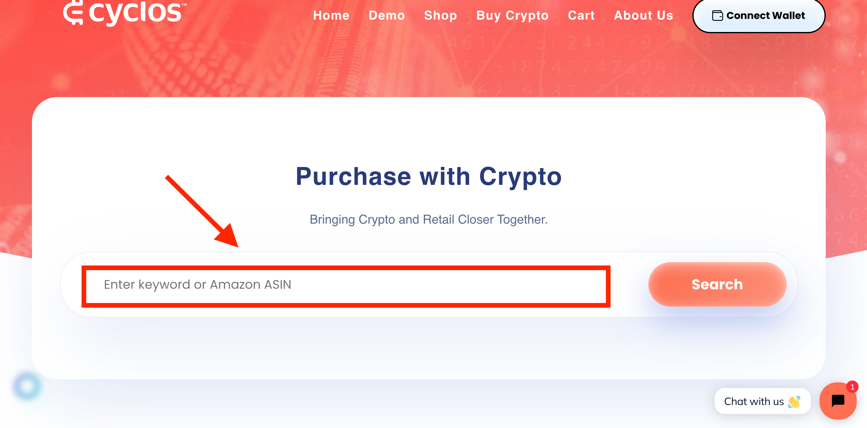 cyclos™
Home Demo Shop Buy Crypto Cart About Us Connect Wallet
Purchase with Crypto
Bringing Crypto and Retail Closer Together.
Enter keyword or Amazon ASIN
Search
Chat with us 👋
1